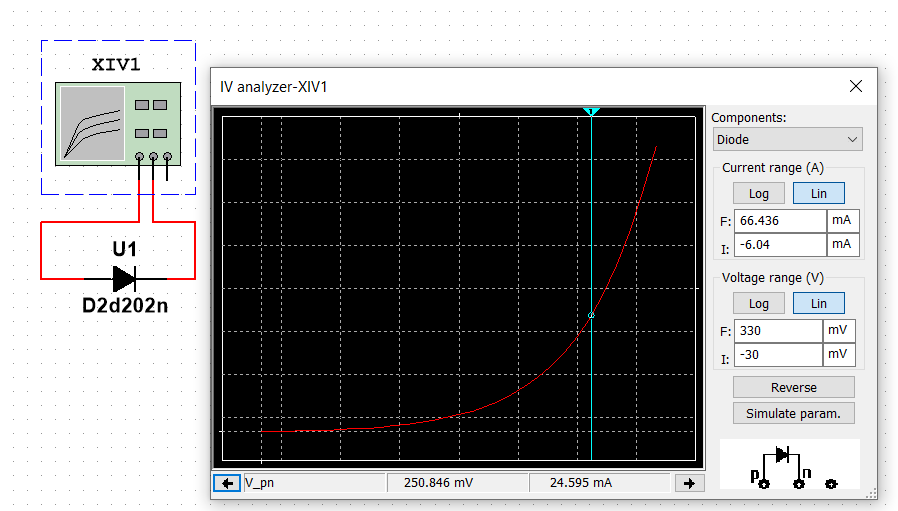 XIV1
U1
D2d202n
IV analyzer-XIV1
1
Components:
Diode
Current range (A)
Log Lin
F: 66.436 mA
I: -6.04 mA
Voltage range (V)
Log Lin
F: 330 mV
I: -30 mV
Reverse
Simulate param.
p n
V_pn 250.846 mV 24.595 mA